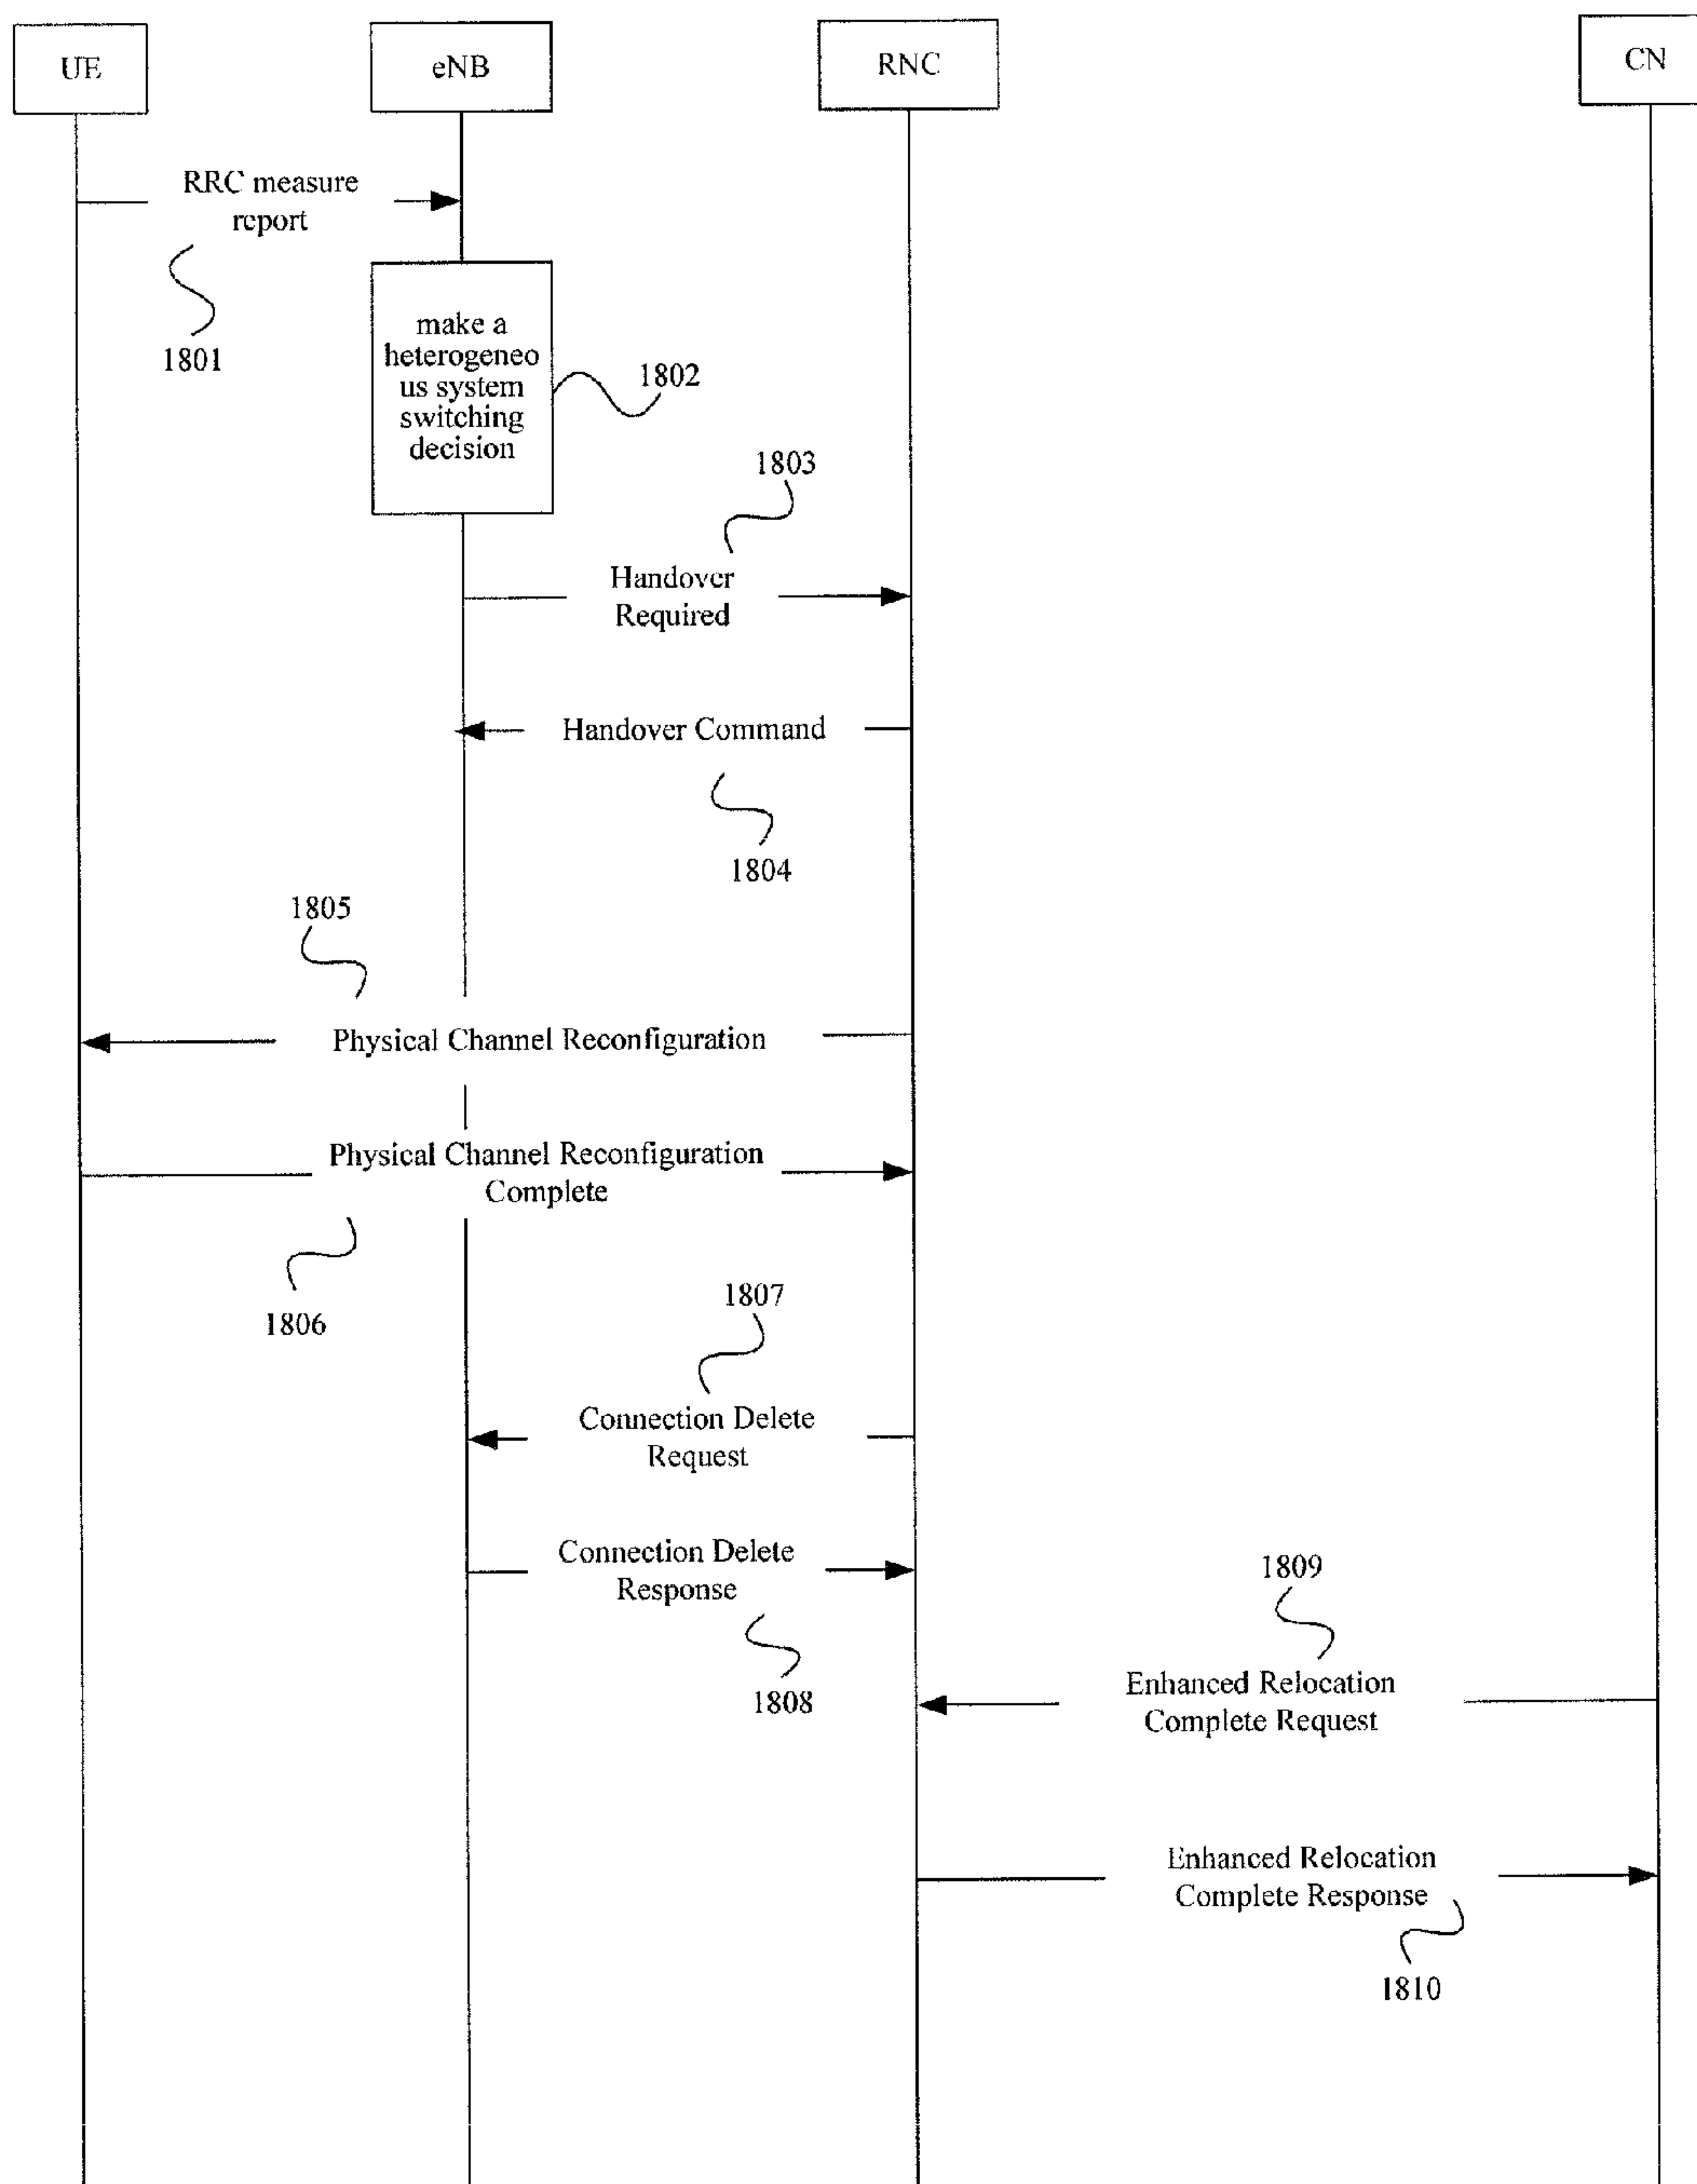 UE
eNB
RNC
CN
RRC measure
report
1801
make a
heterogeneo
us system
switching
decision
1802
1803
Handover
Required
Handover Command
1804
1805
Physical Channel Reconfiguration
Physical Channel Reconfiguration
Complete
1806
1807
Connection Delete
Request
Connection Delete
Response
1808
1809
Enhanced Relocation
Complete Request
Enhanced Relocation
Complete Response
1810